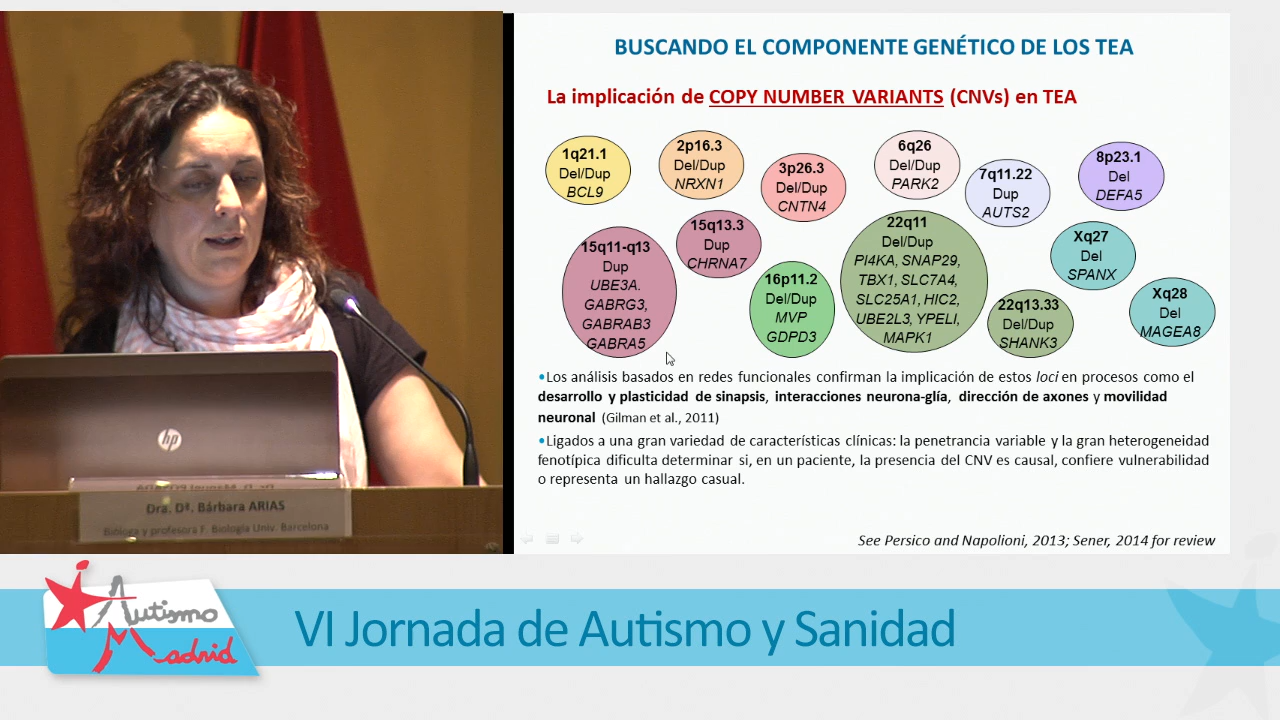 BUSCANDO EL COMPONENTE GENÉTICO DE LOS TEA
La implicación de COPY NUMBER VARIANTS (CNVs) en TEA
1q21.1
Del/Dup
BCL9
2p16.3
Del/Dup
NRXN1
3p26.3
Del/Dup
CNTN4
6q26
Del/Dup
PARK2
7q11.22
Dup
AUTS2
8p23.1
Del
DEFA5
15q11-q13
Dup
UBE3A.
GABRG3,
GABRAB3
GABRA5
15q13.3
Dup
CHRNA7
16p11.2
Del/Dup
MVP
GDPD3
22q11
Del/Dup
PI4KA, SNAP29,
TBX1, SLC7A4,
SLC25A1, HIC2,
UBE2L3, YPELI,
MAPK1
22q13.33
Del/Dup
SHANK3
Xq27
Del
SPANX
Xq28
Del
MAGEA8
•Los análisis basados en redes funcionales confirman la implicación de estos loci en procesos como el
desarrollo y plasticidad de sinapsis, interacciones neurona-glía, dirección de axones y movilidad
neuronal (Gilman et al., 2011)
•Ligados a una gran variedad de características clínicas: la penetrancia variable y la gran heterogeneidad
fenotípica dificulta determinar si, en un paciente, la presencia del CNV es causal, confiere vulnerabilidad
o representa un hallazgo casual.
See Persico and Napolioni, 2013; Sener, 2014 for review
hp
Dra. Dª. Bárbara ARIAS
Bióloga y profesora F. Biología Univ. Barcelona
Autismo
Madrid
VI Jornada de Autismo y Sanidad